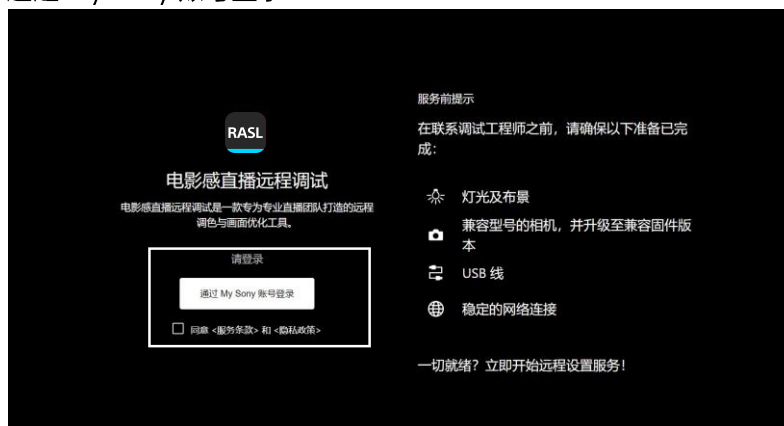 RASL
电影感直播远程调试
电影感直播远程调试是一款专为专业直播团队打造的远程
调色与画面优化工具。
请登录
通过 My Sony 账号登录
同意 <服务条款> 和 <隐私政策>
服务前提示
在联系调试工程师之前，请确保以下准备已完
成：
灯光及布景
兼容型号的相机，并升级至兼容固件版
本
USB 线
稳定的网络连接
一切就绪？立即开始远程设置服务！